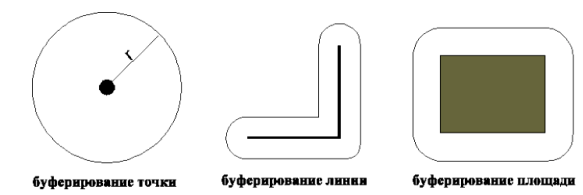 r
буферирование точки
буферирование линии
буферирование площади